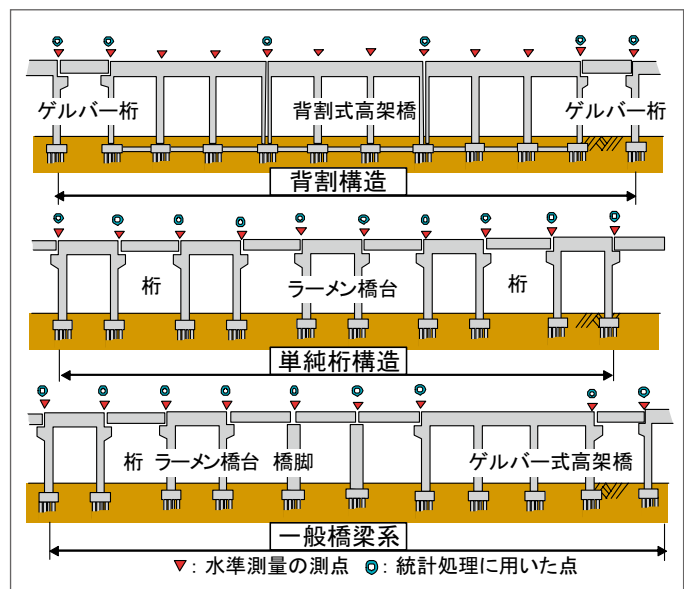 ゲルバー桁 背割式高架橋 ゲルバー桁
背割構造
桁 ラーメン橋台 桁
単純桁構造
桁 ラーメン橋台 橋脚 ゲルバー式高架橋
一般橋梁系
▼: 水準測量の測点 ◎: 統計処理に用いた点